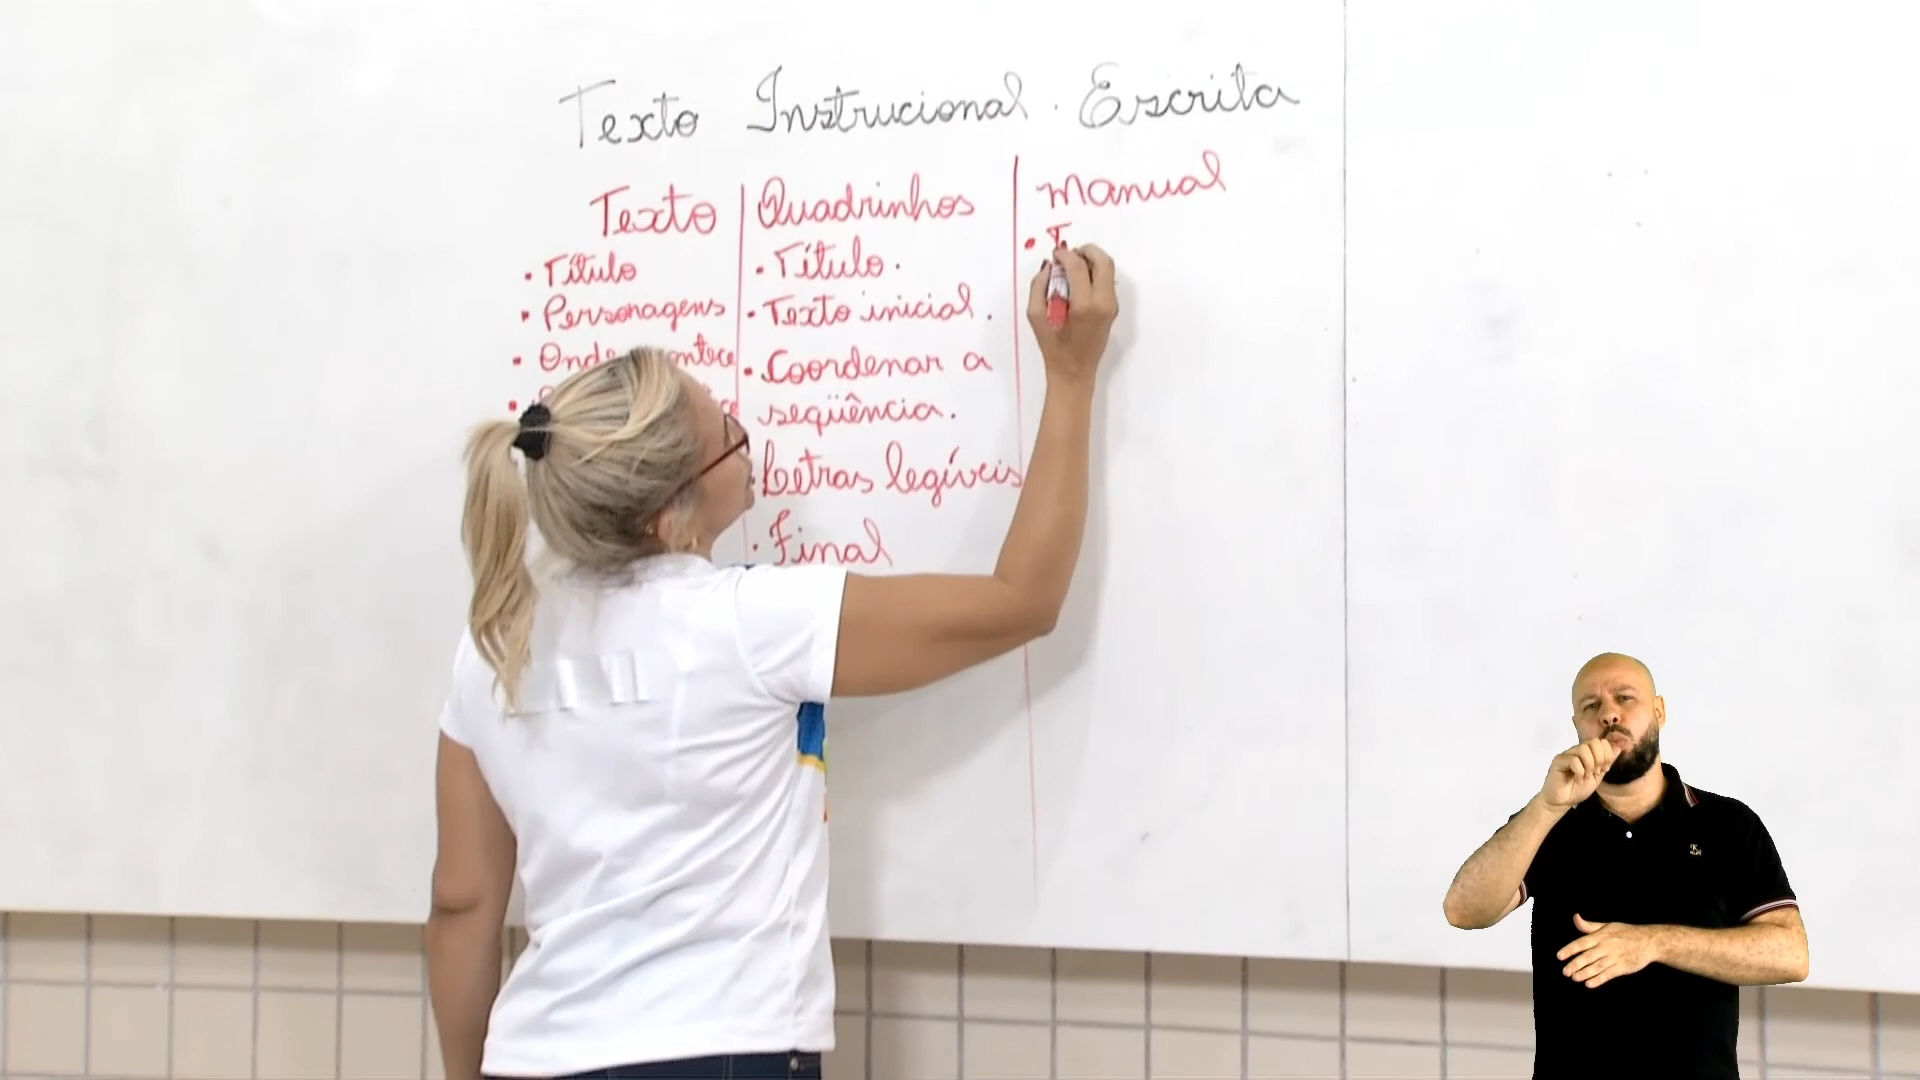 Texto Instrucional. Escrita
Texto
• Título
• Personagens
Quadrinhos
• Título.
• Texto inicial.
• Coordenar a
seqüência.
• Letras legíveis
• Final
Manual
• T